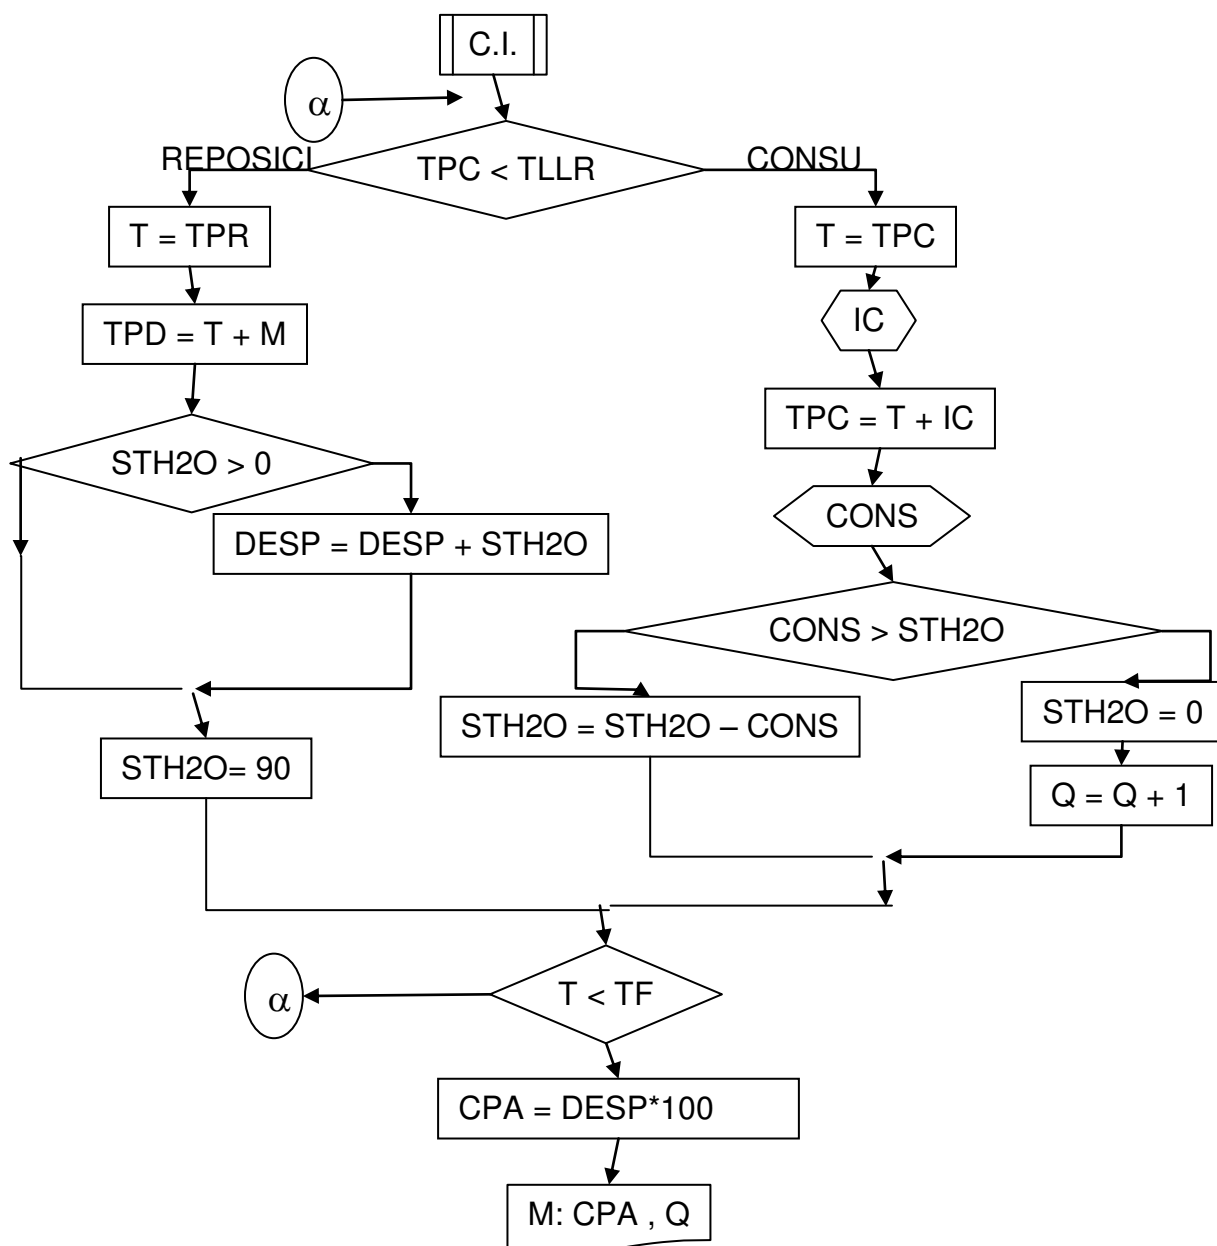 C.I.
α
REPOSICI
TPC < TLLR
CONSU
T = TPR
T = TPC
TPD = T + M
IC
TPC = T + IC
STH2O > 0
CONS
DESP = DESP + STH2O
CONS > STH2O
STH2O = STH2O – CONS
STH2O = 0
STH2O= 90
Q = Q + 1
α
T < TF
CPA = DESP*100
M: CPA , Q